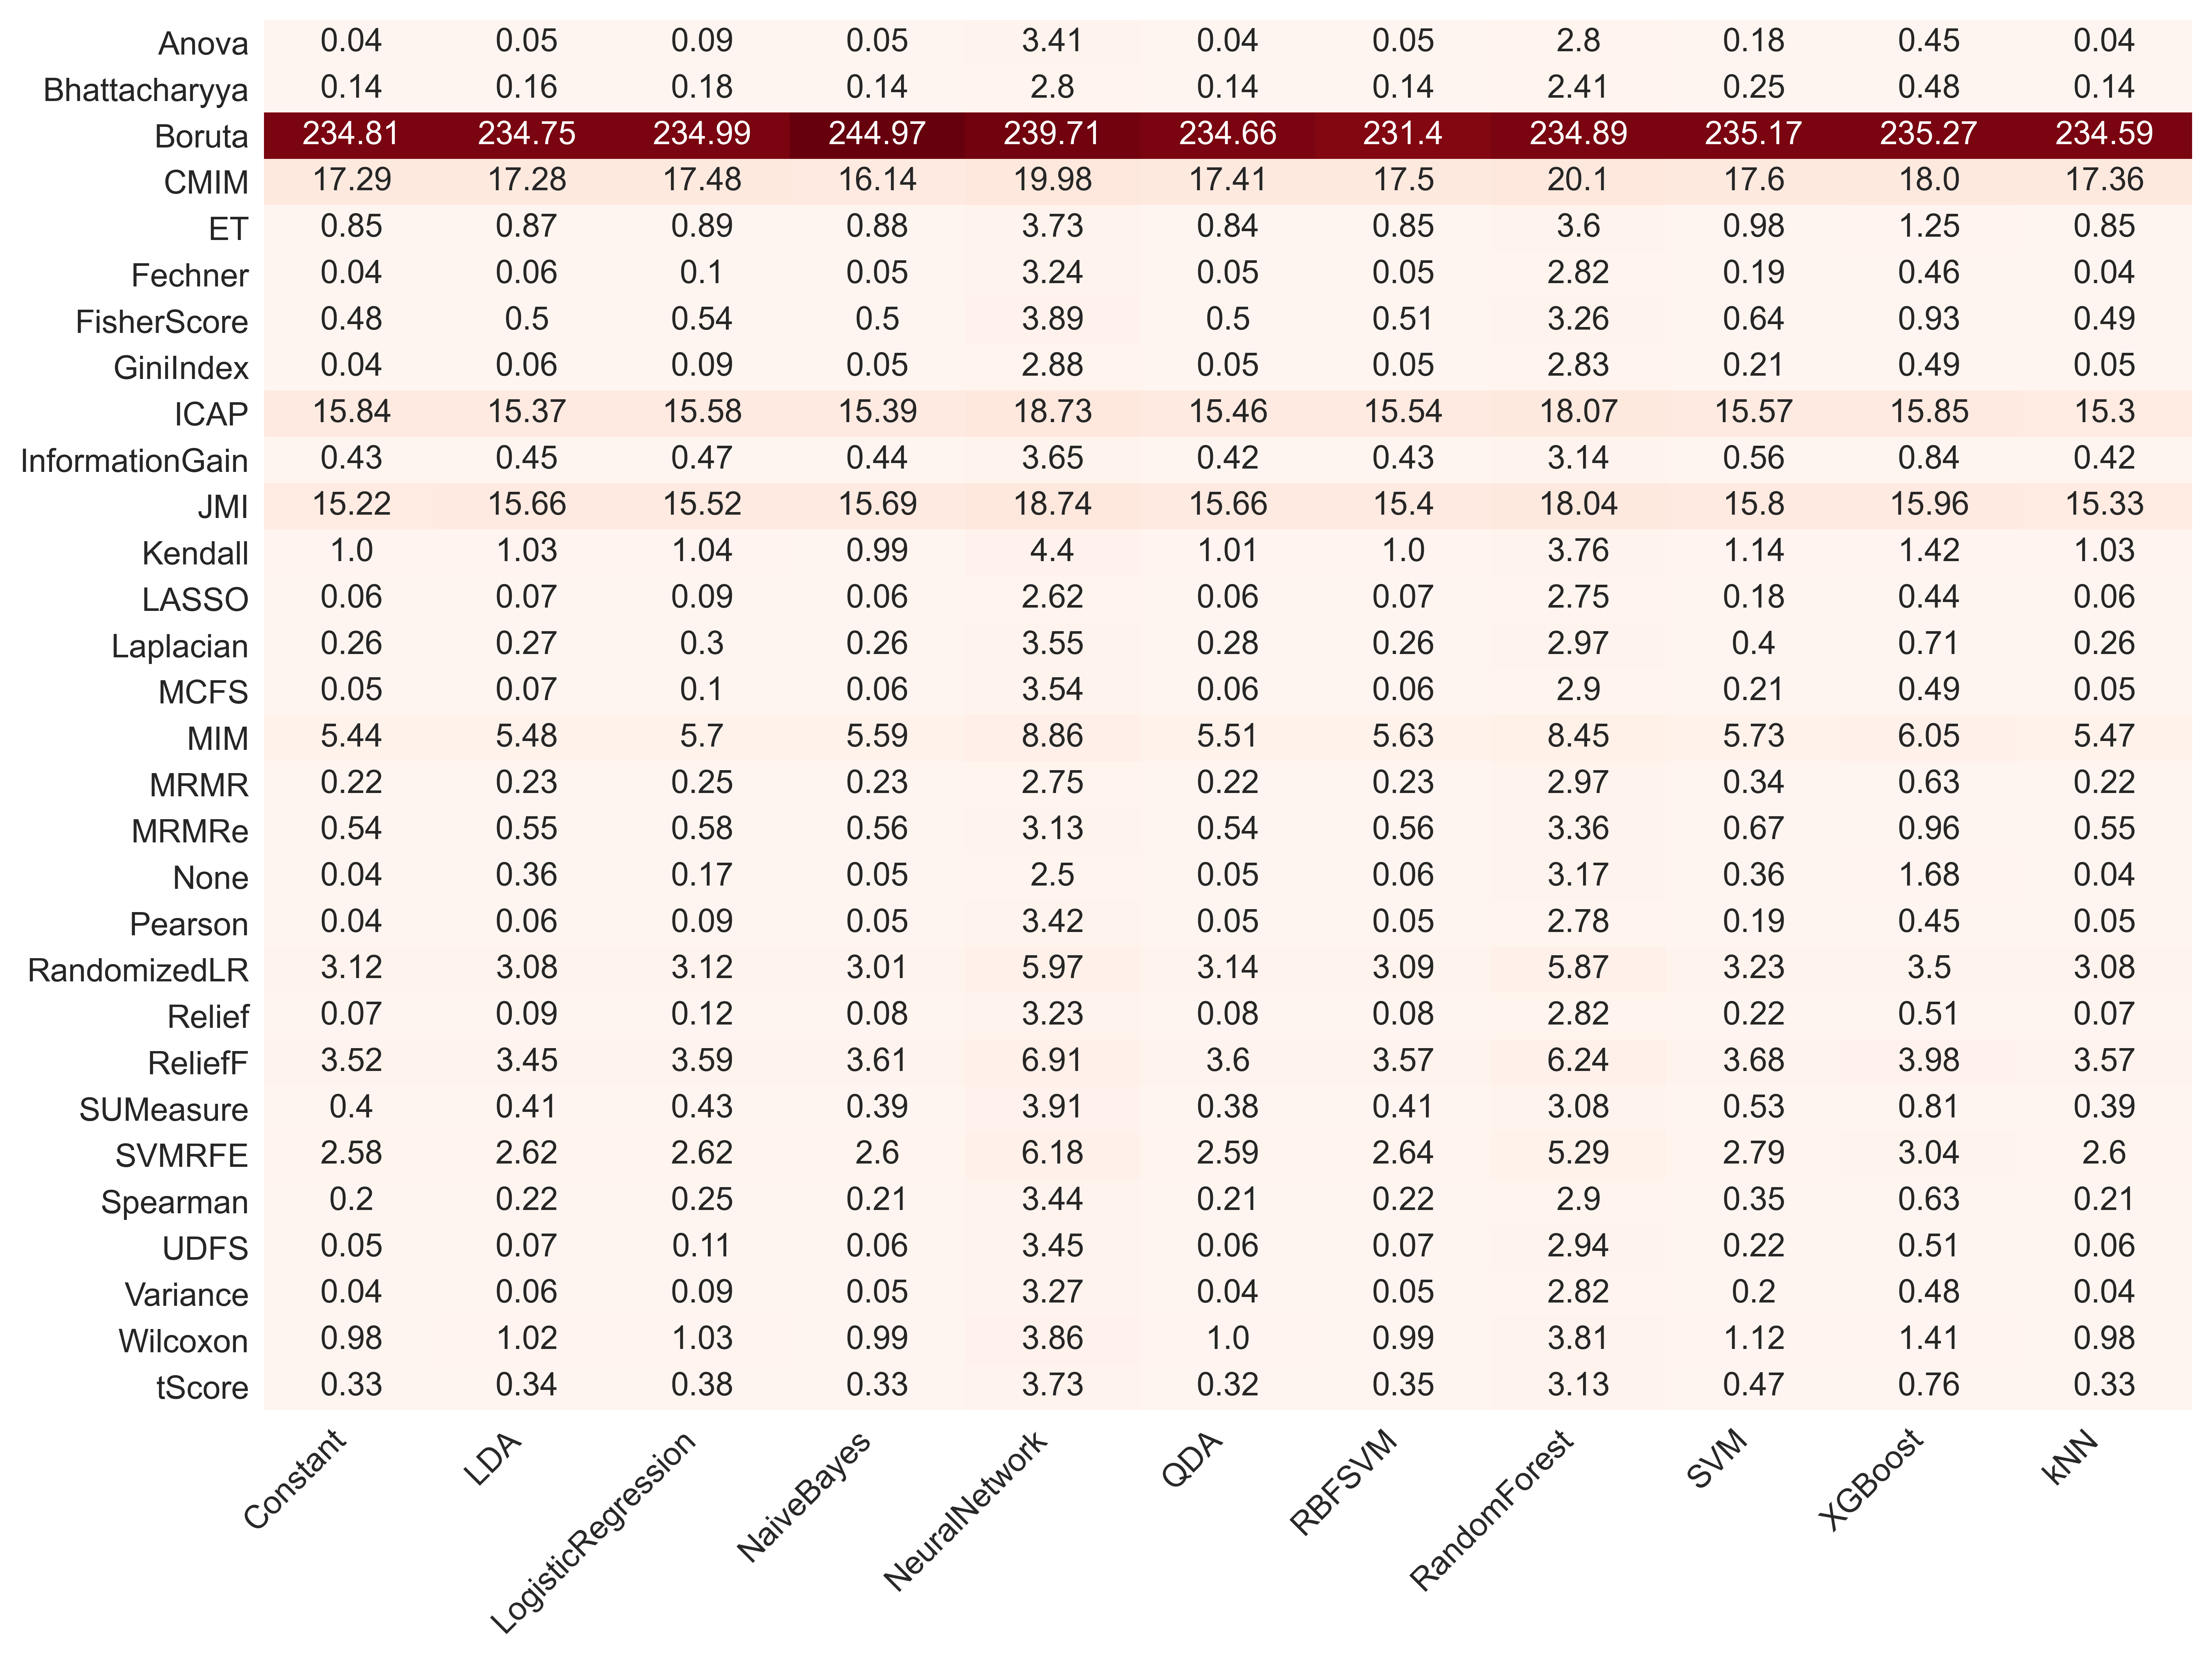 Anova 0.04 0.05 0.09 0.05 3.41 0.04 0.05 2.8 0.18 0.45 0.04
Bhattacharyya 0.14 0.16 0.18 0.14 2.8 0.14 0.14 2.41 0.25 0.48 0.14
Boruta 234.81 234.75 234.99 244.97 239.71 234.66 231.4 234.89 235.17 235.27 234.59
CMIM 17.29 17.28 17.48 16.14 19.98 17.41 17.5 20.1 17.6 18.0 17.36
ET 0.85 0.87 0.89 0.88 3.73 0.84 0.85 3.6 0.98 1.25 0.85
Fechner 0.04 0.06 0.1 0.05 3.24 0.05 0.05 2.82 0.19 0.46 0.04
FisherScore 0.48 0.5 0.54 0.5 3.89 0.5 0.51 3.26 0.64 0.93 0.49
GiniIndex 0.04 0.06 0.09 0.05 2.88 0.05 0.05 2.83 0.21 0.49 0.05
ICAP 15.84 15.37 15.58 15.39 18.73 15.46 15.54 18.07 15.57 15.85 15.3
InformationGain 0.43 0.45 0.47 0.44 3.65 0.42 0.43 3.14 0.56 0.84 0.42
JMI 15.22 15.66 15.52 15.69 18.74 15.66 15.4 18.04 15.8 15.96 15.33
Kendall 1.0 1.03 1.04 0.99 4.4 1.01 1.0 3.76 1.14 1.42 1.03
LASSO 0.06 0.07 0.09 0.06 2.62 0.06 0.07 2.75 0.18 0.44 0.06
Laplacian 0.26 0.27 0.3 0.26 3.55 0.28 0.26 2.97 0.4 0.71 0.26
MCFS 0.05 0.07 0.1 0.06 3.54 0.06 0.06 2.9 0.21 0.49 0.05
MIM 5.44 5.48 5.7 5.59 8.86 5.51 5.63 8.45 5.73 6.05 5.47
MRMR 0.22 0.23 0.25 0.23 2.75 0.22 0.23 2.97 0.34 0.63 0.22
MRMRe 0.54 0.55 0.58 0.56 3.13 0.54 0.56 3.36 0.67 0.96 0.55
None 0.04 0.36 0.17 0.05 2.5 0.05 0.06 3.17 0.36 1.68 0.04
Pearson 0.04 0.06 0.09 0.05 3.42 0.05 0.05 2.78 0.19 0.45 0.05
RandomizedLR 3.12 3.08 3.12 3.01 5.97 3.14 3.09 5.87 3.23 3.5 3.08
Relief 0.07 0.09 0.12 0.08 3.23 0.08 0.08 2.82 0.22 0.51 0.07
ReliefF 3.52 3.45 3.59 3.61 6.91 3.6 3.57 6.24 3.68 3.98 3.57
SUMeasure 0.4 0.41 0.43 0.39 3.91 0.38 0.41 3.08 0.53 0.81 0.39
SVMRFE 2.58 2.62 2.62 2.6 6.18 2.59 2.64 5.29 2.79 3.04 2.6
Spearman 0.2 0.22 0.25 0.21 3.44 0.21 0.22 2.9 0.35 0.63 0.21
UDFS 0.05 0.07 0.11 0.06 3.45 0.06 0.07 2.94 0.22 0.51 0.06
Variance 0.04 0.06 0.09 0.05 3.27 0.04 0.05 2.82 0.2 0.48 0.04
Wilcoxon 0.98 1.02 1.03 0.99 3.86 1.0 0.99 3.81 1.12 1.41 0.98
tScore 0.33 0.34 0.38 0.33 3.73 0.32 0.35 3.13 0.47 0.76 0.33
Constant LDA LogisticRegression NaiveBayes NeuralNetwork QDA RBFSVM RandomForest SVM XGBoost kNN